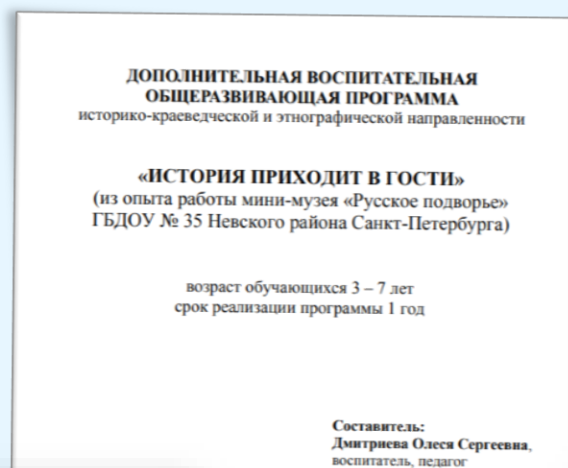 ДОПОЛНИТЕЛЬНАЯ ВОСПИТАТЕЛЬНАЯ
ОБЩЕРАЗВИВАЮЩАЯ ПРОГРАММА
историко-краеведческой и этнографической направленности
«ИСТОРИЯ ПРИХОДИТ В ГОСТИ»
(из опыта работы мини-музея «Русское подворье»
ГБДОУ № 35 Невского района Санкт-Петербурга)
возраст обучающихся 3 – 7 лет
срок реализации программы 1 год
Составитель:
Дмитриева Олеся Сергеевна,
воспитатель, педагог